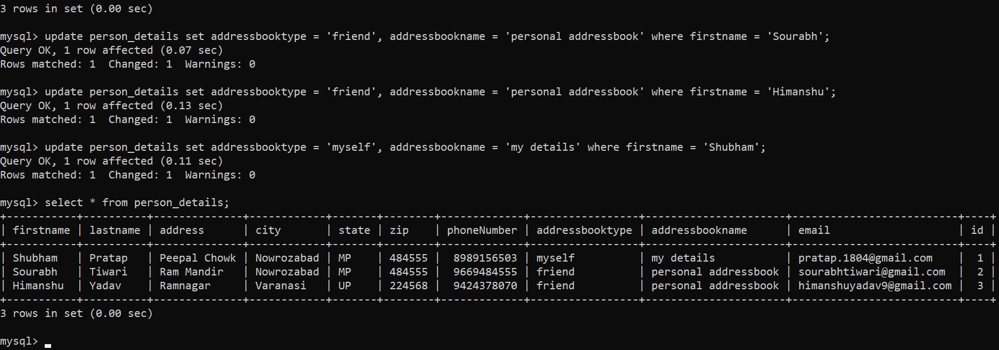 3 rows in set (0.00 sec)
mysql> update person_details set addressbooktype = 'friend', addressbookname = 'personal addressbook' where firstname = 'Sourabh';
Query OK, 1 row affected (0.07 sec)
Rows matched: 1  Changed: 1  Warnings: 0
mysql> update person_details set addressbooktype = 'friend', addressbookname = 'personal addressbook' where firstname = 'Himanshu';
Query OK, 1 row affected (0.13 sec)
Rows matched: 1  Changed: 1  Warnings: 0
mysql> update person_details set addressbooktype = 'myself', addressbookname = 'my details' where firstname = 'Shubham';
Query OK, 1 row affected (0.11 sec)
Rows matched: 1  Changed: 1  Warnings: 0
mysql> select * from person_details;
+-----------+----------+--------------+------------+-------+--------+-------------+-----------------+----------------------+--------------------------+----+
| firstname | lastname | address      | city       | state | zip    | phoneNumber | addressbooktype | addressbookname      | email                    | id |
+-----------+----------+--------------+------------+-------+--------+-------------+-----------------+----------------------+--------------------------+----+
| Shubham   | Pratap   | Peepal Chowk | Nowrozabad | MP    | 484555 |  8989156503 | myself          | my details           | pratap.1804@gmail.com    |  1 |
| Sourabh   | Tiwari   | Ram Mandir   | Nowrozabad | MP    | 484555 |  9669484555 | friend          | personal addressbook | sourabhtiwari@gmail.com  |  2 |
| Himanshu  | Yadav    | Ramnagar     | Varanasi   | UP    | 224568 |  9424378070 | friend          | personal addressbook | himanshuyadav9@gmail.com |  3 |
+-----------+----------+--------------+------------+-------+--------+-------------+-----------------+----------------------+--------------------------+----+
3 rows in set (0.00 sec)
mysql>